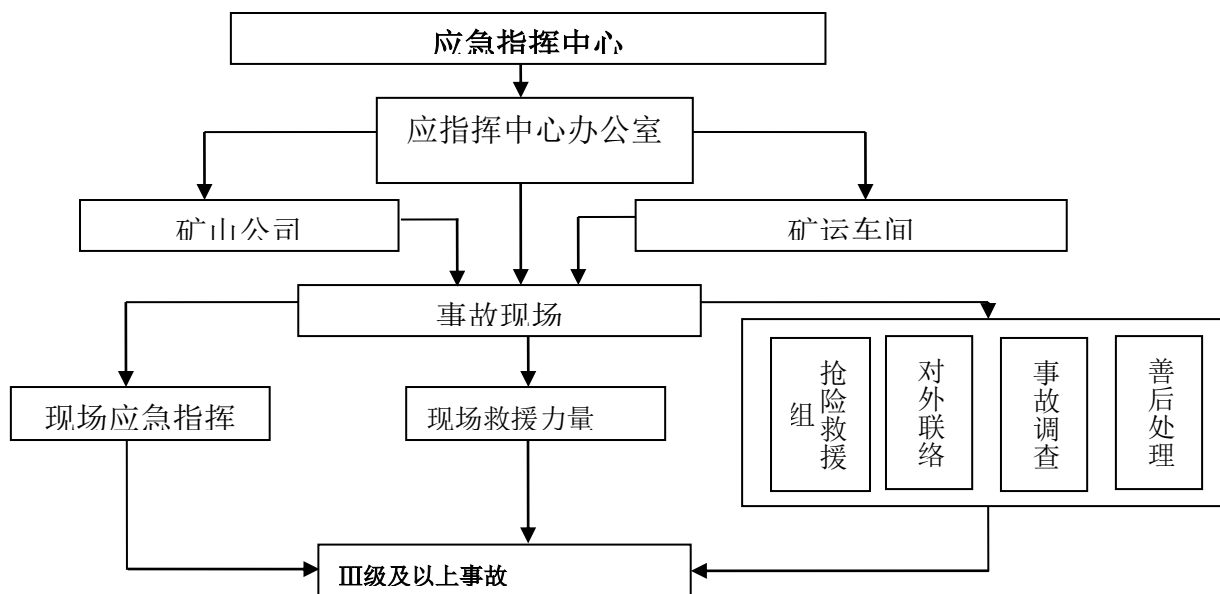 应急指挥中心
应指挥中心办公室
矿山公司
矿运车间
事故现场
现场应急指挥
现场救援力量
抢险救援
组
对外联络
事故调查
善后处理
Ⅲ级及以上事故